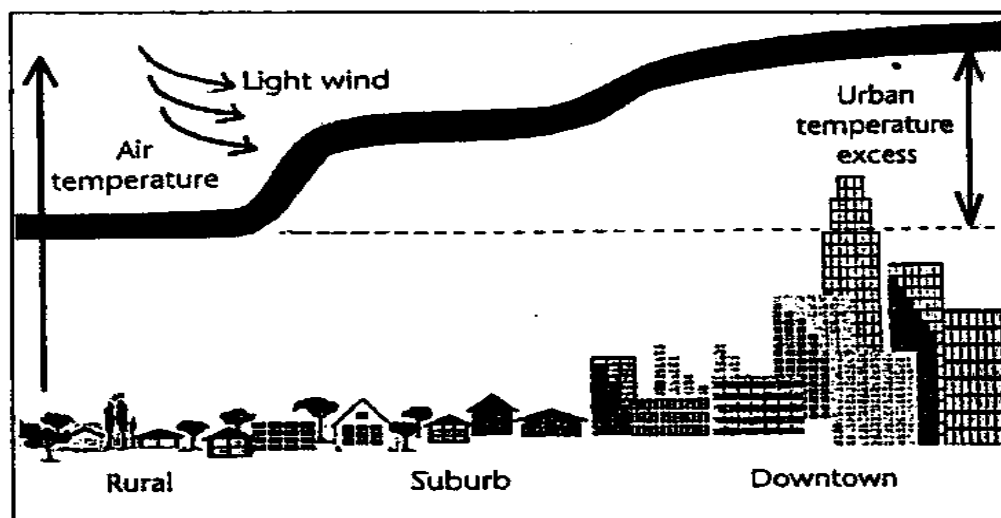 Light wind
Air
temperature
Urban
temperature
excess
Rural
Suburb
Downtown